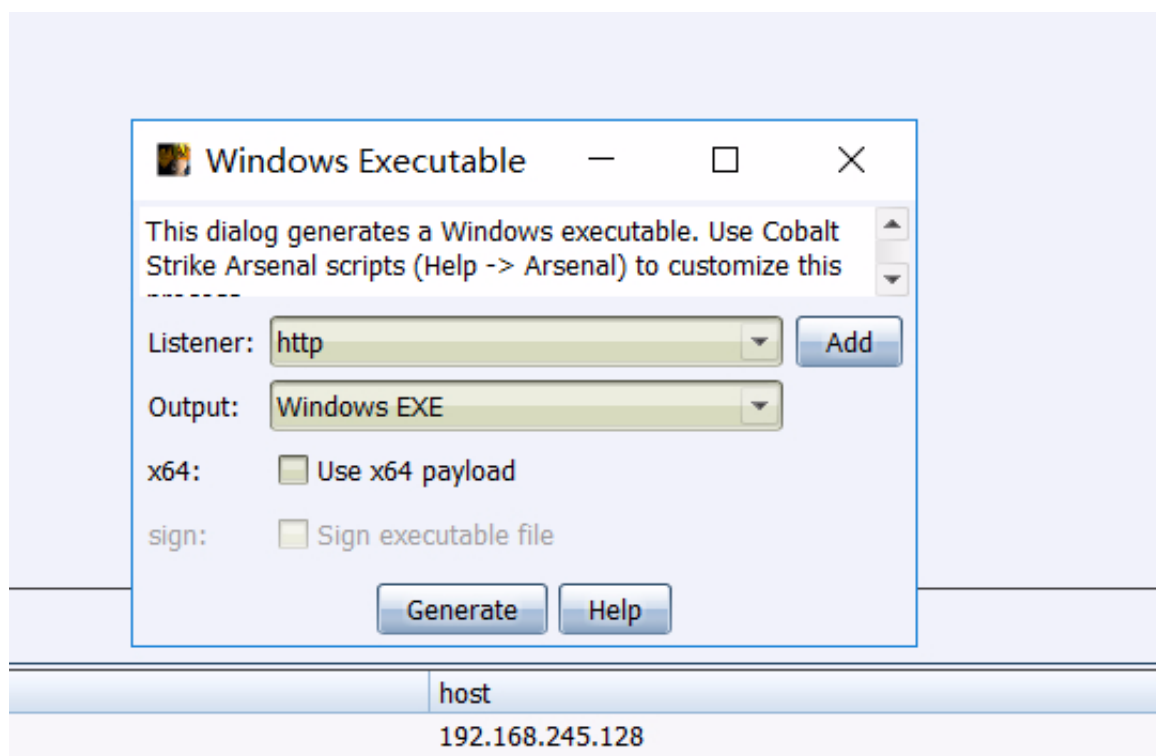 Windows Executable
This dialog generates a Windows executable. Use Cobalt
Strike Arsenal scripts (Help -> Arsenal) to customize this
Listener: http Add
Output: Windows EXE
x64: Use x64 payload
sign: Sign executable file
Generate Help
host
192.168.245.128